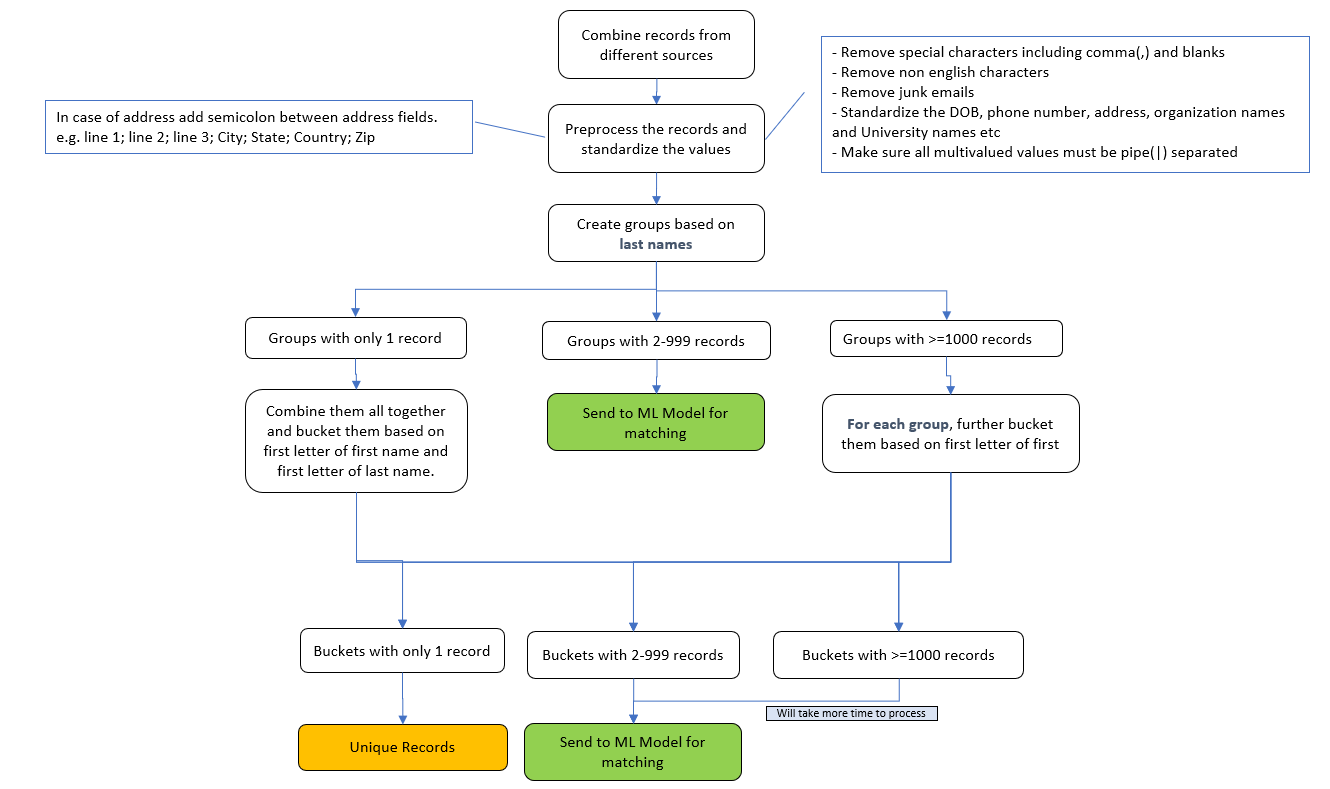 Combine records from
different sources
- Remove special characters including comma(,) and blanks
- Remove non english characters
- Remove junk emails
- Standardize the DOB, phone number, address, organization names
and University names etc
- Make sure all multivalued values must be pipe(|) separated
In case of address add semicolon between address fields.
e.g. line 1; line 2; line 3; City; State; Country; Zip
Preprocess the records and
standardize the values
Create groups based on
last names
Groups with only 1 record
Groups with 2-999 records
Groups with >=1000 records
Combine them all together
and bucket them based on
first letter of first name and
first letter of last name.
Send to ML Model for
matching
For each group, further bucket
them based on first letter of first
Buckets with only 1 record
Buckets with 2-999 records
Buckets with >=1000 records
Will take more time to process
Unique Records
Send to ML Model for
matching